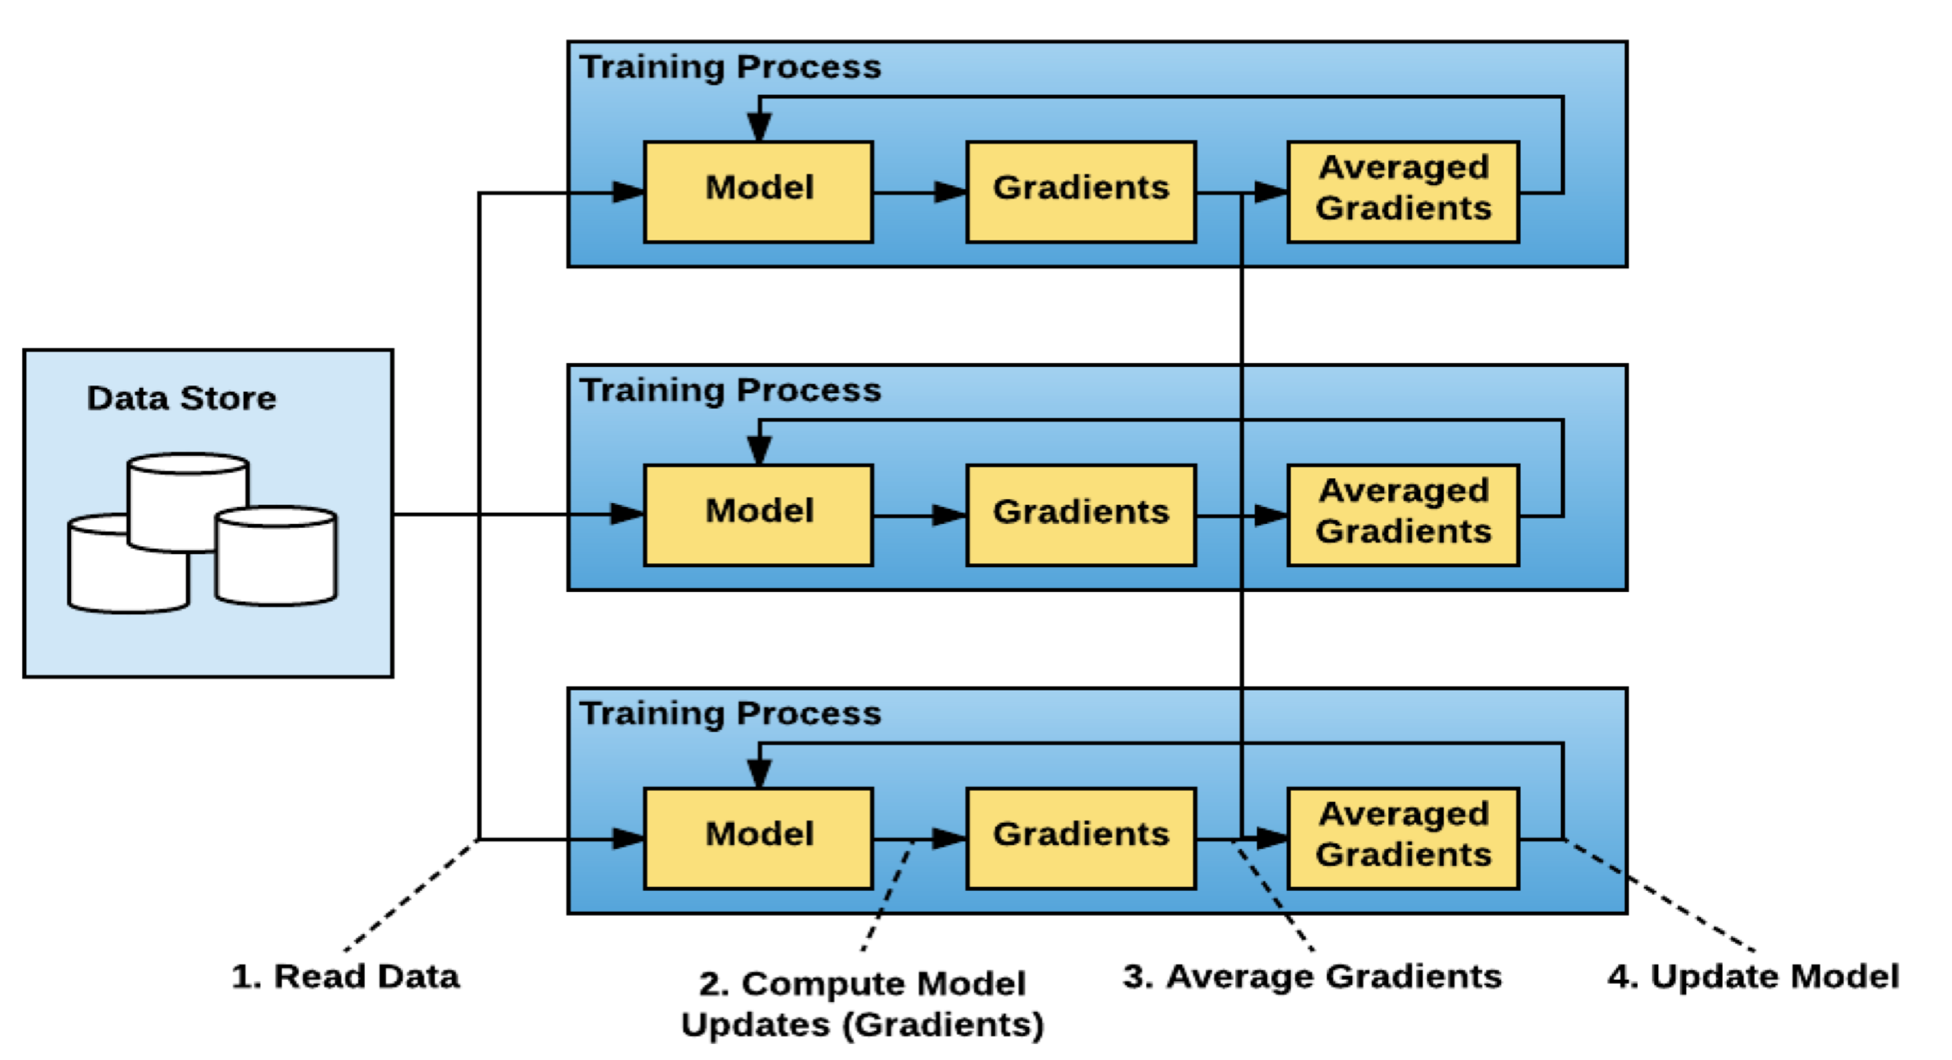 Training Process
Model
Gradients
Averaged
Gradients
Data Store
Training Process
Model
Gradients
Averaged
Gradients
Training Process
Model
Gradients
Averaged
Gradients
1. Read Data
2. Compute Model
Updates (Gradients)
3. Average Gradients
4. Update Model